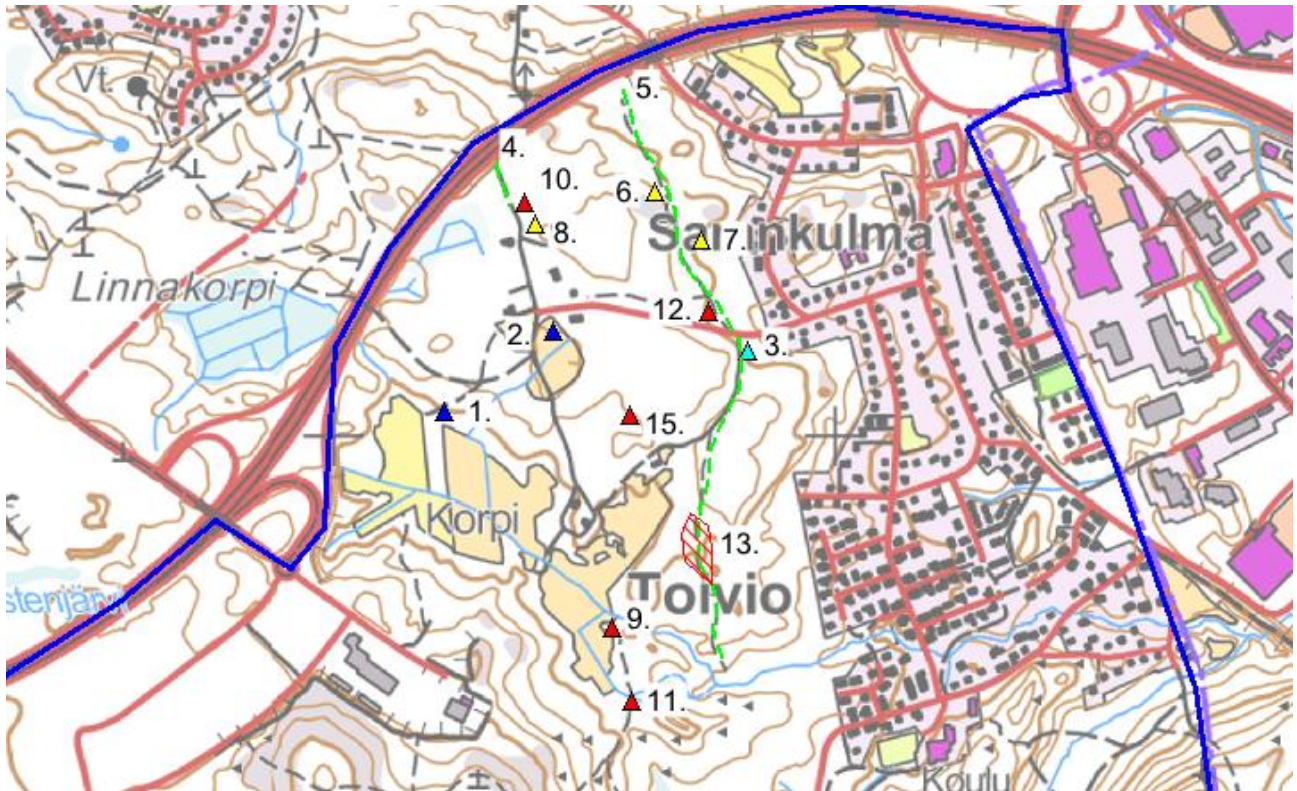 Vt.
5.
4.
10.
6.
8.
7.
Linnakorpi
12.
2.
3.
1.
15.
Korpi
13.
Toivio
sterijärvi
9.
11.
Koulu